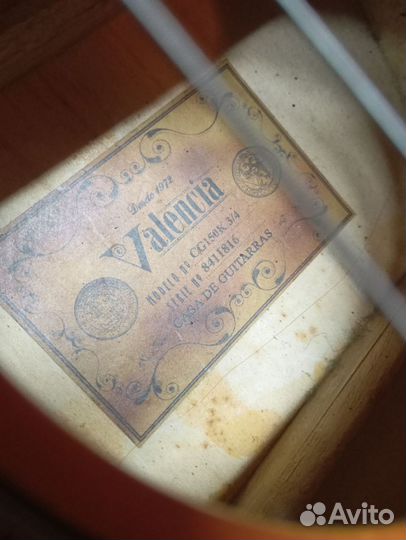 Desde 1972
Valencia
MODELO No CG150K 3/4
SERIE No 8411816
CASA DE GUITARRAS
Avito